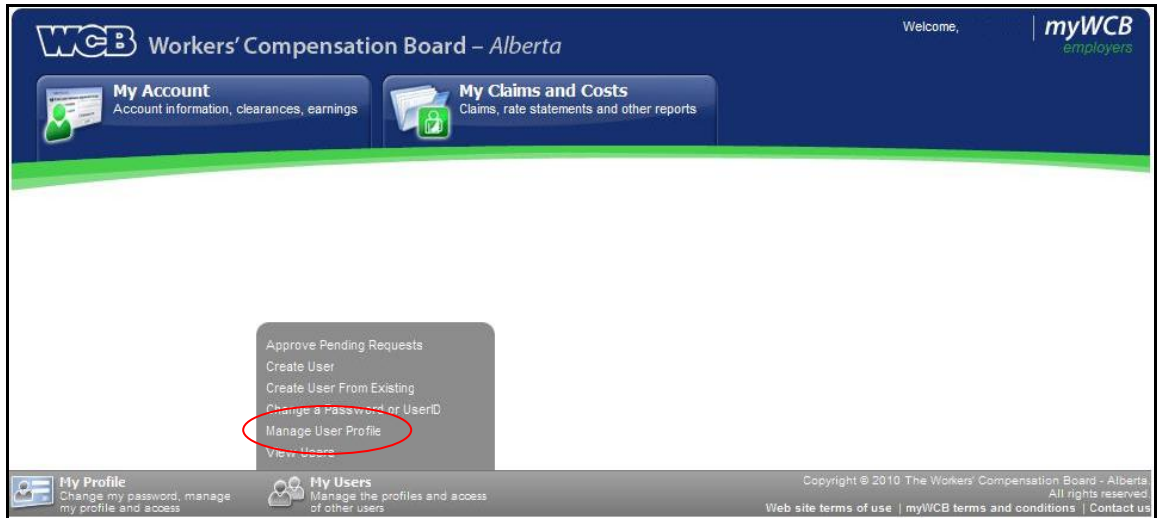 WCB Workers' Compensation Board – Alberta
Welcome,
myWCB
employers
My Account
Account information, clearances, earnings
My Claims and Costs
Claims, rate statements and other reports
Approve Pending Requests
Create User
Create User From Existing
Change a Password or UserID
Manage User Profile
View Users
My Profile
Change my password, manage
my profile and access
My Users
Manage the profiles and access
of other users
Copyright © 2010 The Workers' Compensation Board - Alberta.
All rights reserved.
Web site terms of use | myWCB terms and conditions | Contact us